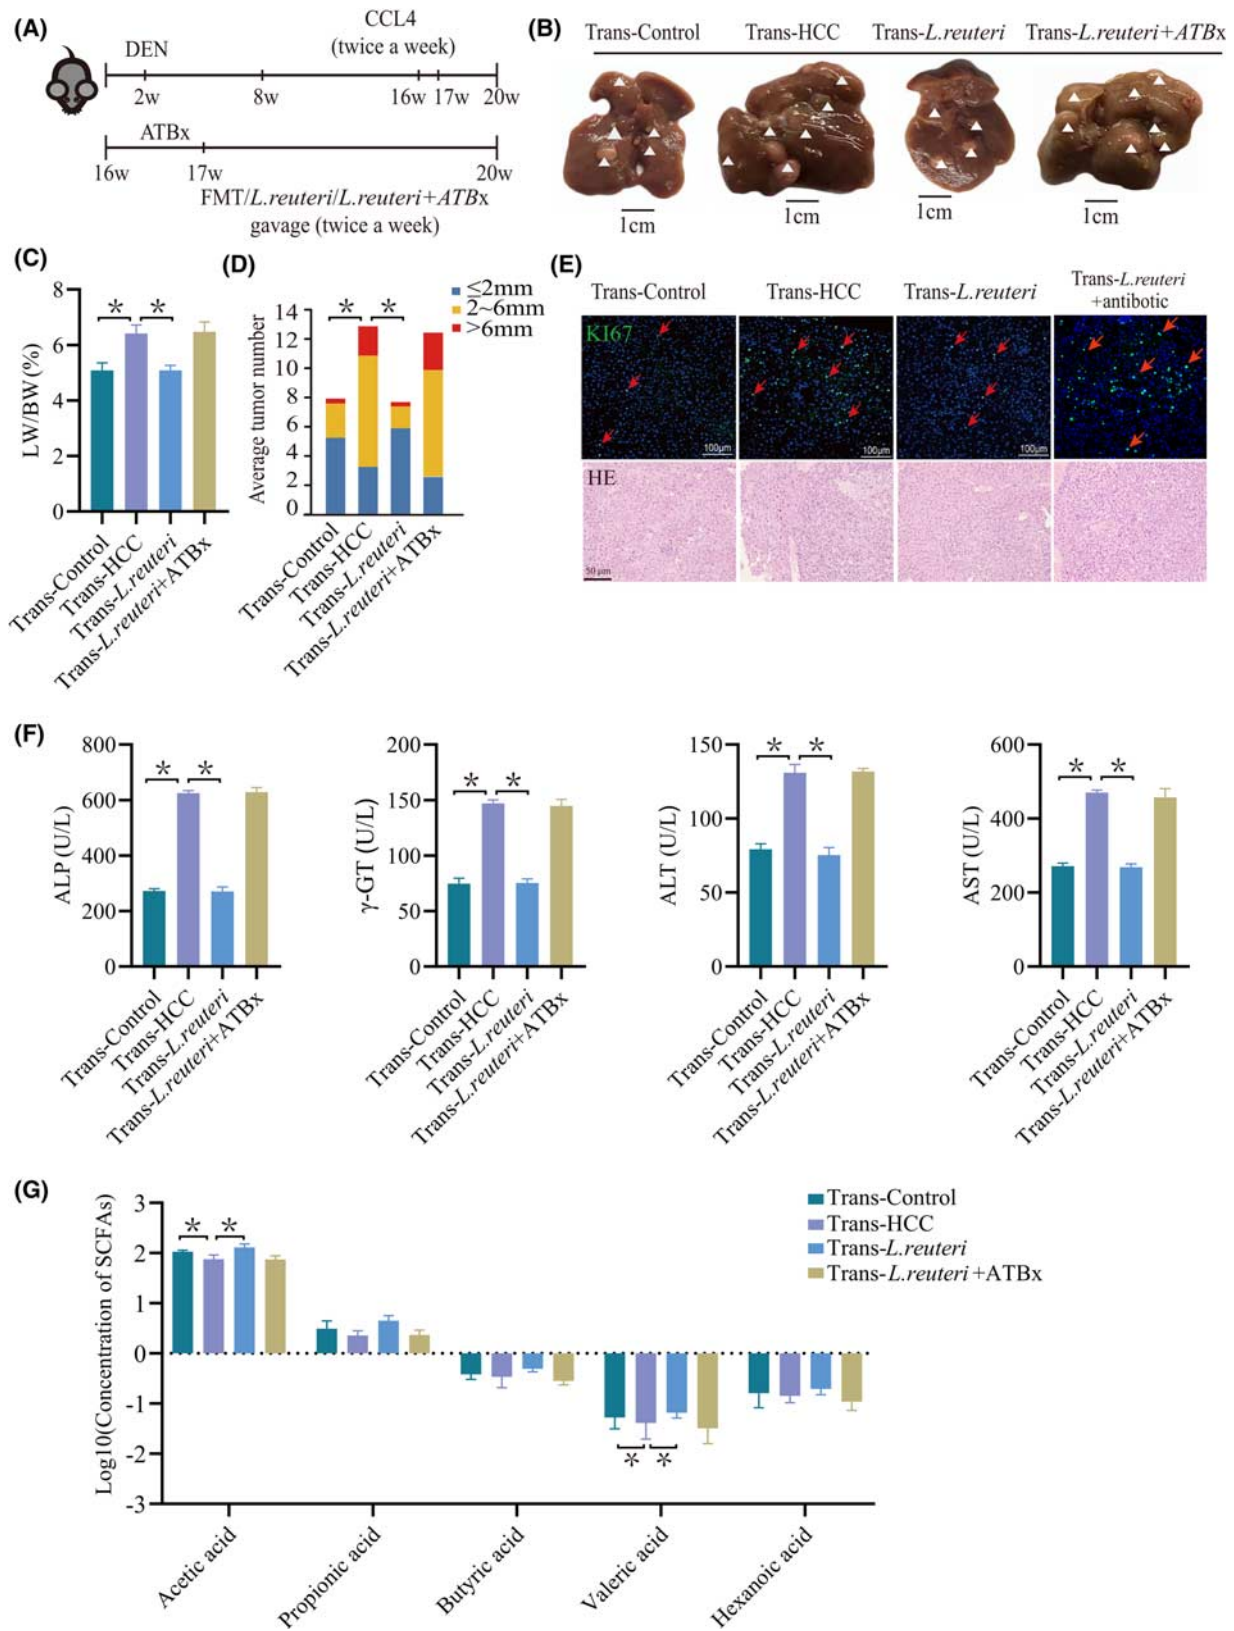 (A)
CCL4
DEN
(twice a week)
2w 8w 16w 17w 20w
ATBx
16w 17w 20w
FMT/L.reuteri/L.reuteri+ATBx
gavage (twice a week)
(B)
Trans-Control Trans-HCC Trans-L.reuteri Trans-L.reuteri+ATBx
1cm 1cm 1cm 1cm
(C)
LW/BW (%)
8
6
4
2
0
* *
Trans-Control
Trans-HCC
Trans-L.reuteri
Trans-L.reuteri+ATBx
(D)
Average tumor number
14
12
10
8
6
4
2
0
* *
≤2mm
2~6mm
>6mm
Trans-Control
Trans-HCC
Trans-L.reuteri
Trans-L.reuteri+ATBx
(E)
Trans-Control Trans-HCC Trans-L.reuteri Trans-L.reuteri
+antibotic
KI67
100μm 100μm 100μm
HE
50 μm
(F)
ALP (U/L)
800
600
400
200
0
* *
Trans-Control
Trans-HCC
Trans-L.reuteri
Trans-L.reuteri+ATBx
γ-GT (U/L)
200
150
100
50
0
* *
Trans-Control
Trans-HCC
Trans-L.reuteri
Trans-L.reuteri+ATBx
ALT (U/L)
150
100
50
0
* *
Trans-Control
Trans-HCC
Trans-L.reuteri
Trans-L.reuteri+ATBx
AST (U/L)
600
400
200
0
* *
Trans-Control
Trans-HCC
Trans-L.reuteri
Trans-L.reuteri+ATBx
(G)
Log10(Concentration of SCFAs)
3
2
1
0
-1
-2
-3
* *
* *
Trans-Control
Trans-HCC
Trans-L.reuteri
Trans-L.reuteri +ATBx
Acetic acid
Propionic acid
Butyric acid
Valeric acid
Hexanoic acid